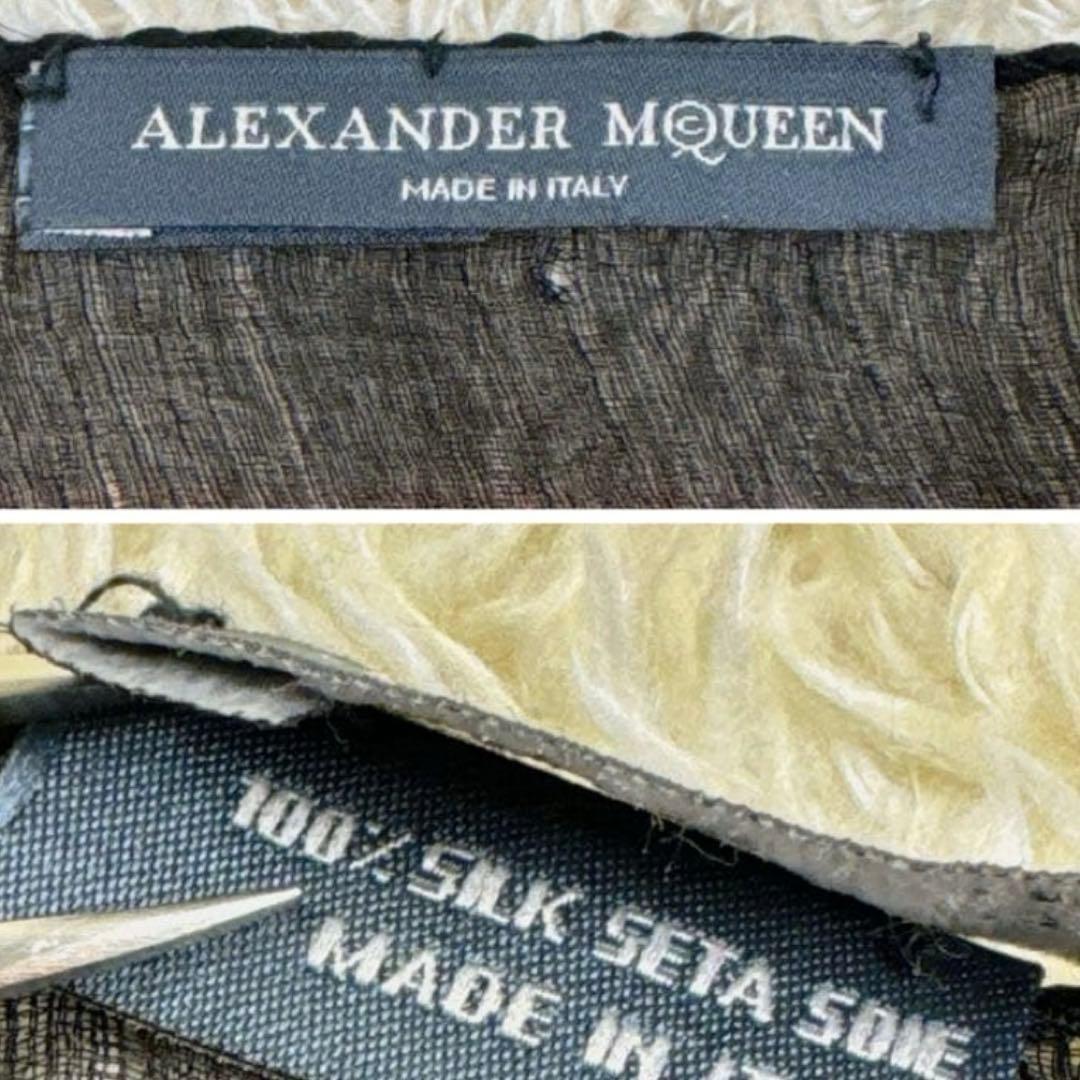 ALEXANDER McQUEEN
MADE IN ITALY
100% SILK SETA SOIE
MADE IN